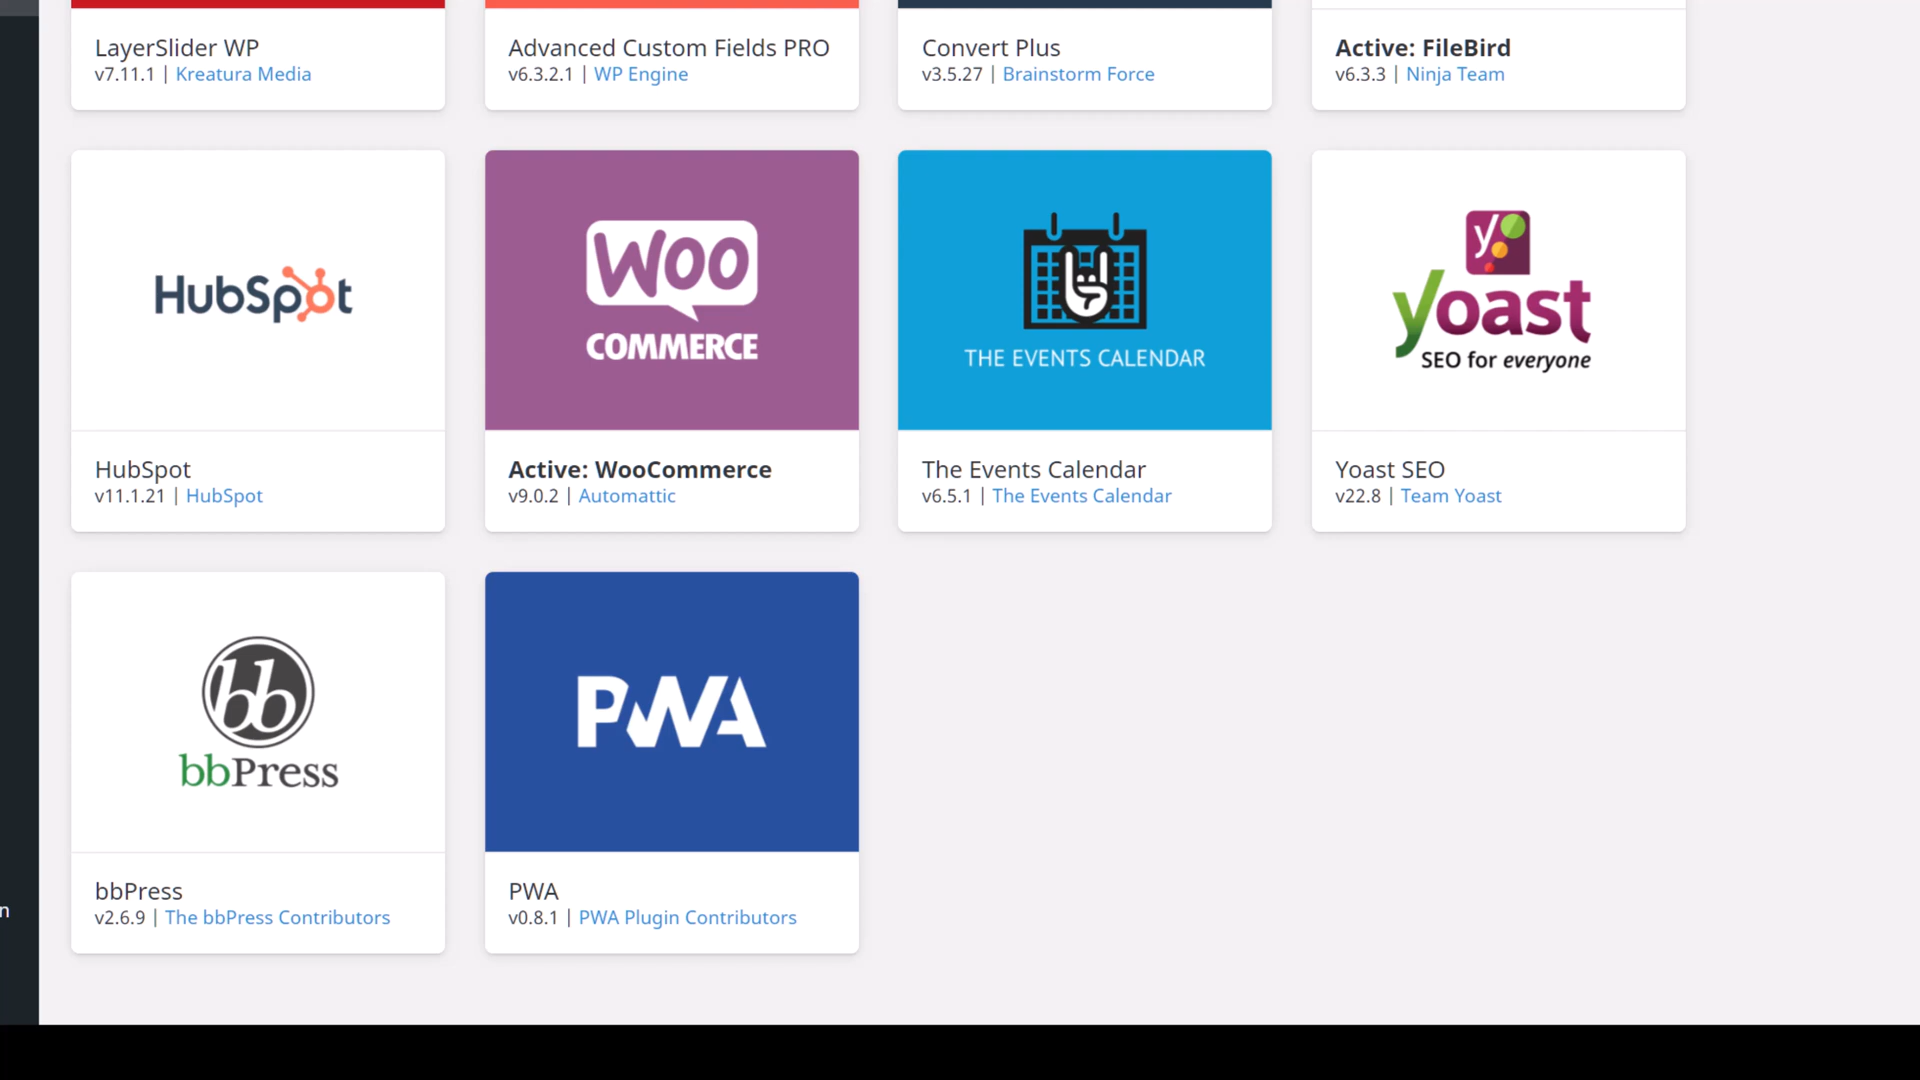 LayerSlider WP
v7.11.1 | Kreatura Media
Advanced Custom Fields PRO
v6.3.2.1 | WP Engine
Convert Plus
v3.5.27 | Brainstorm Force
Active: FileBird
v6.3.3 | Ninja Team
HubSpot
HubSpot
v11.1.21 | HubSpot
WOO
COMMERCE
Active: WooCommerce
v9.0.2 | Automattic
THE EVENTS CALENDAR
The Events Calendar
v6.5.1 | The Events Calendar
y
yoast
SEO for everyone
Yoast SEO
v22.8 | Team Yoast
bb
bbPress
bbPress
v2.6.9 | The bbPress Contributors
PWA
PWA
v0.8.1 | PWA Plugin Contributors
n